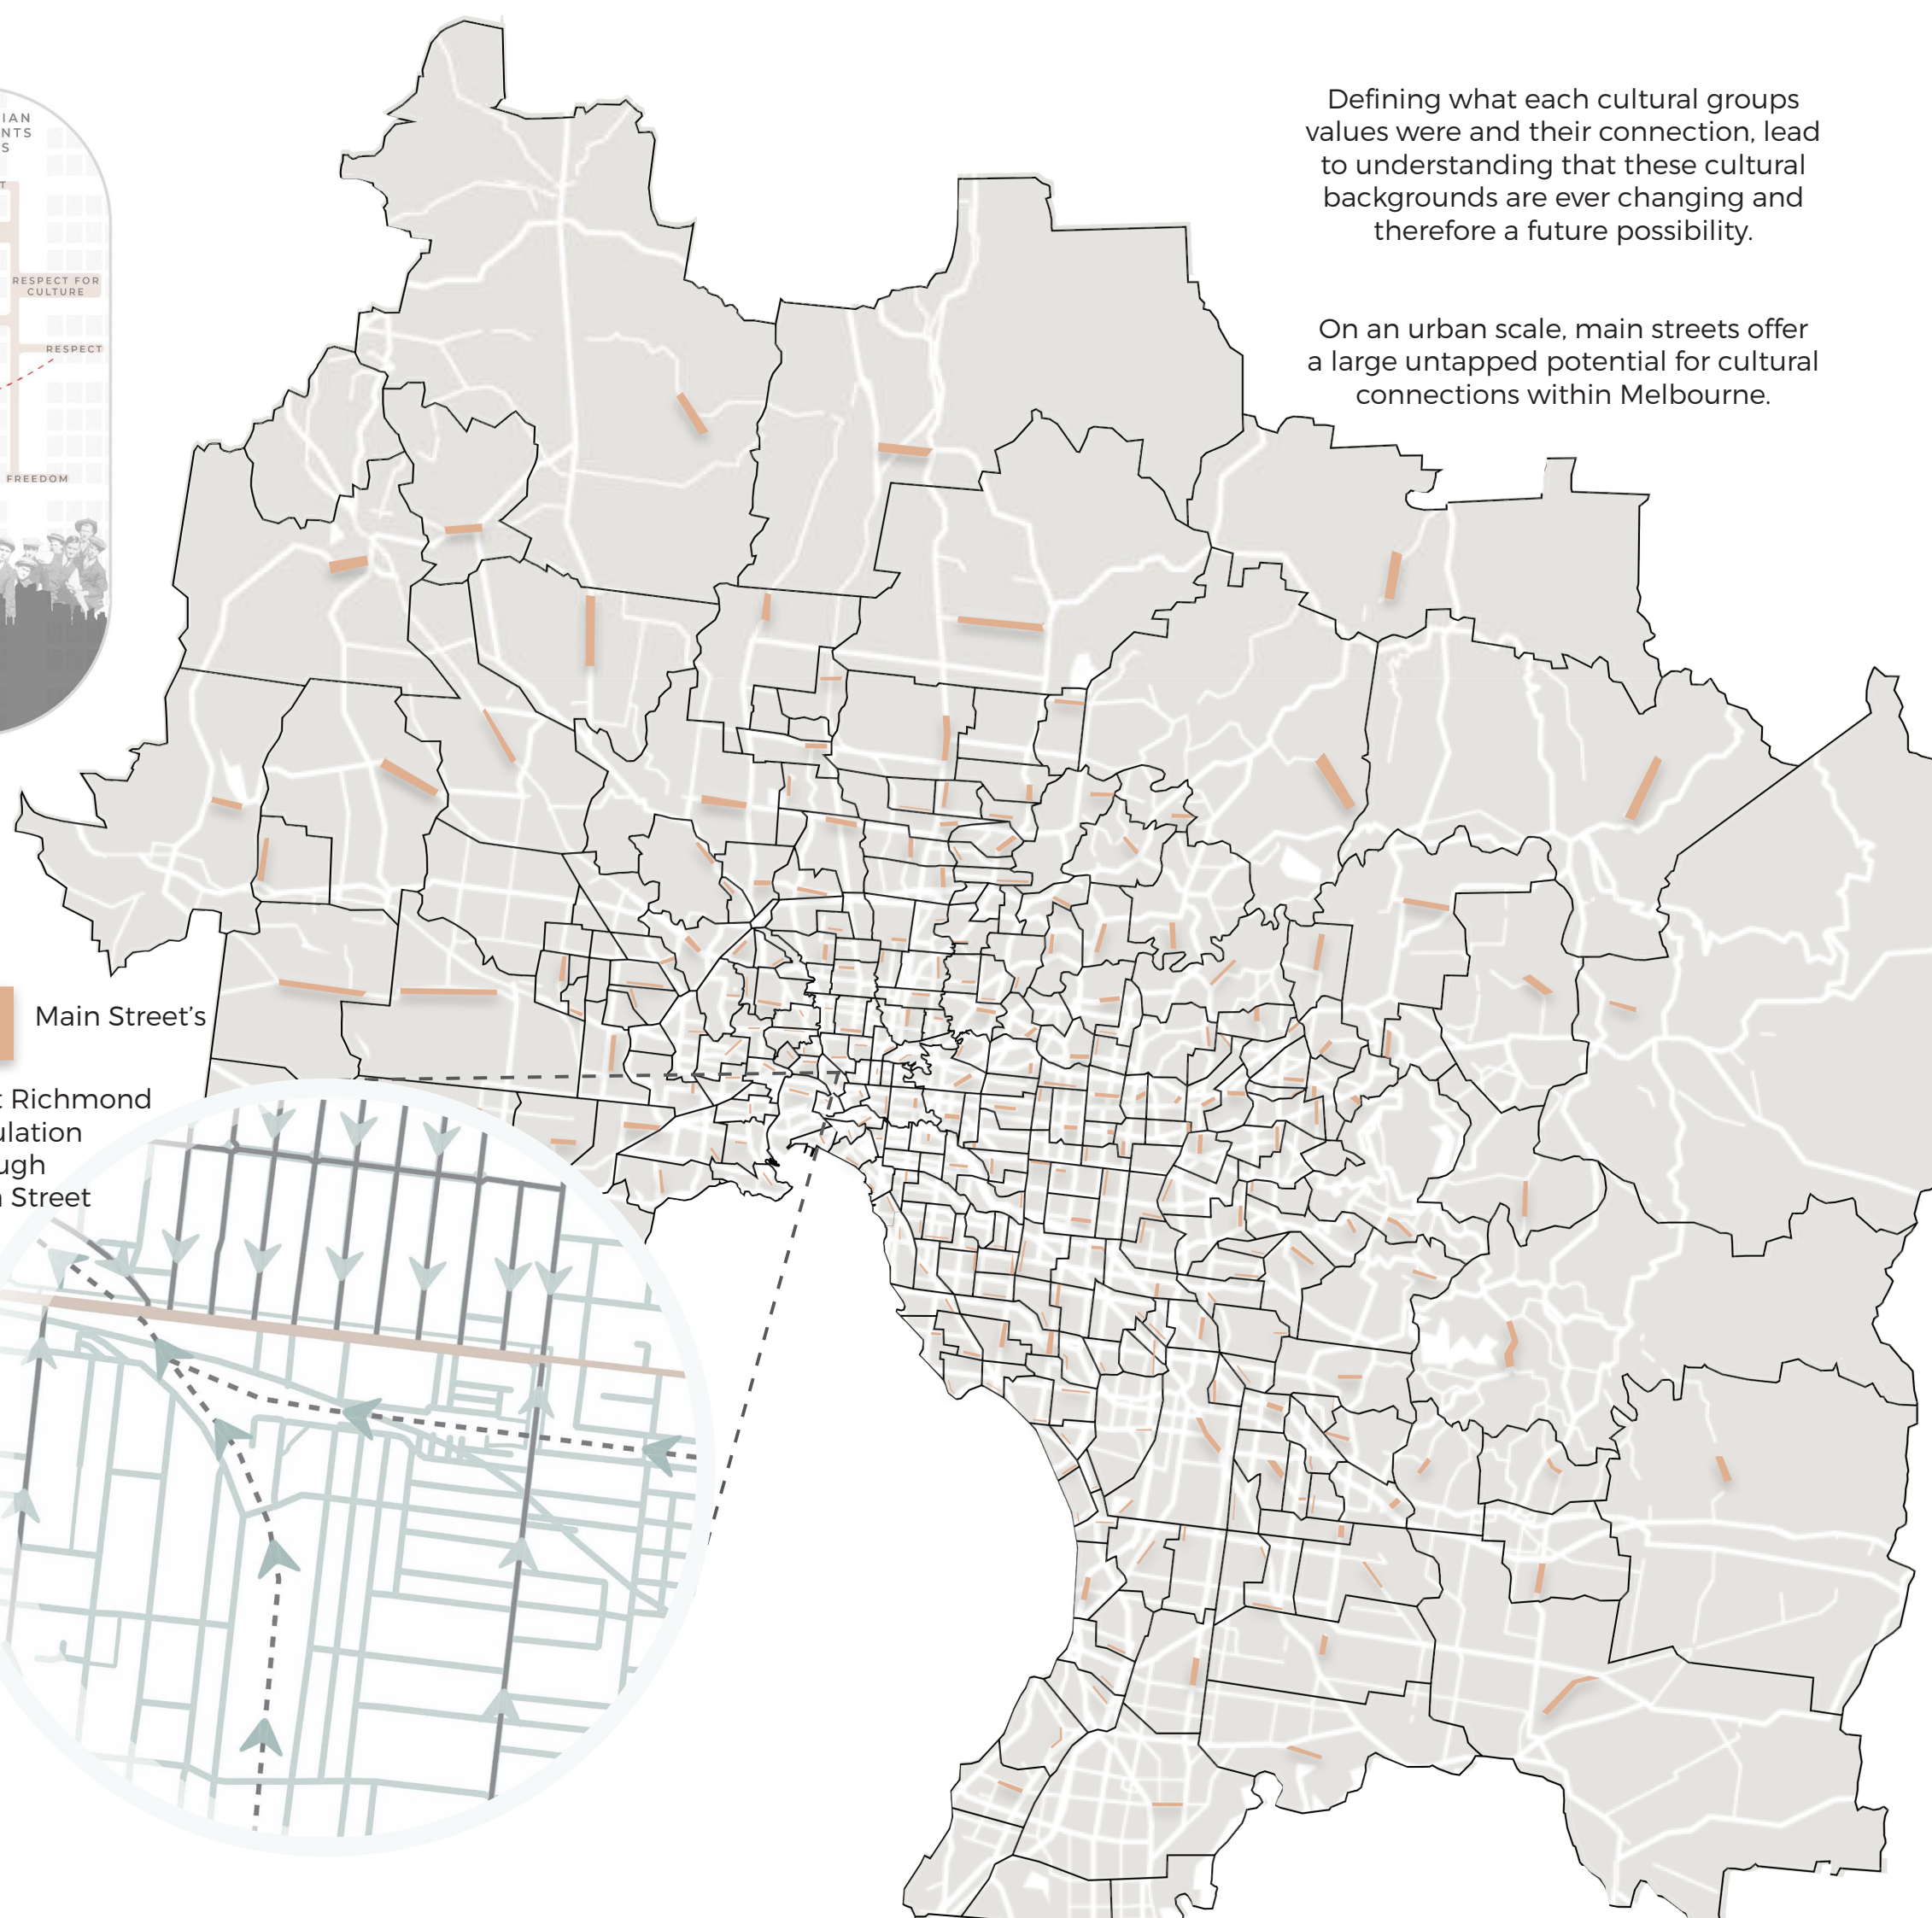 Defining what each cultural groups
values were and their connection, lead
to understanding that these cultural
backgrounds are ever changing and
therefore a future possibility.
On an urban scale, main streets offer
a large untapped potential for cultural
connections within Melbourne.
RESPECT FOR
CULTURE
RESPECT
FREEDOM
Main Street's
Richmond
Street